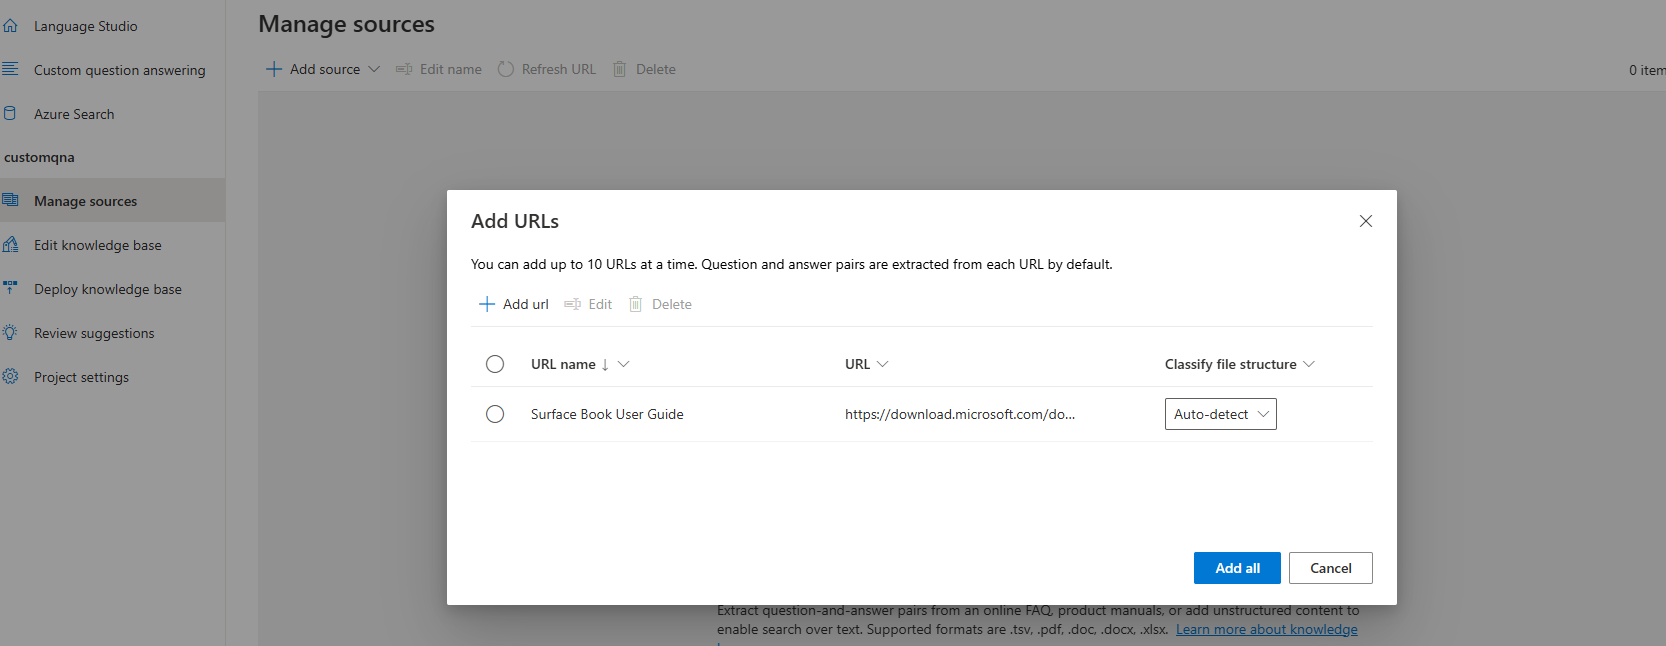 Language Studio
Custom question answering
Azure Search
customqna
Manage sources
Edit knowledge base
Deploy knowledge base
Review suggestions
Project settings
Manage sources
Add source Edit name Refresh URL Delete
0 item
Add URLs
You can add up to 10 URLs at a time. Question and answer pairs are extracted from each URL by default.
Add url Edit Delete
URL name ↓ URL Classify file structure
Surface Book User Guide https://download.microsoft.com/do... Auto-detect
Add all Cancel
Extract question-and-answer pairs from an online FAQ, product manuals, or add unstructured content to
enable search over text. Supported formats are .tsv, .pdf, .doc, .docx, .xlsx. Learn more about knowledge